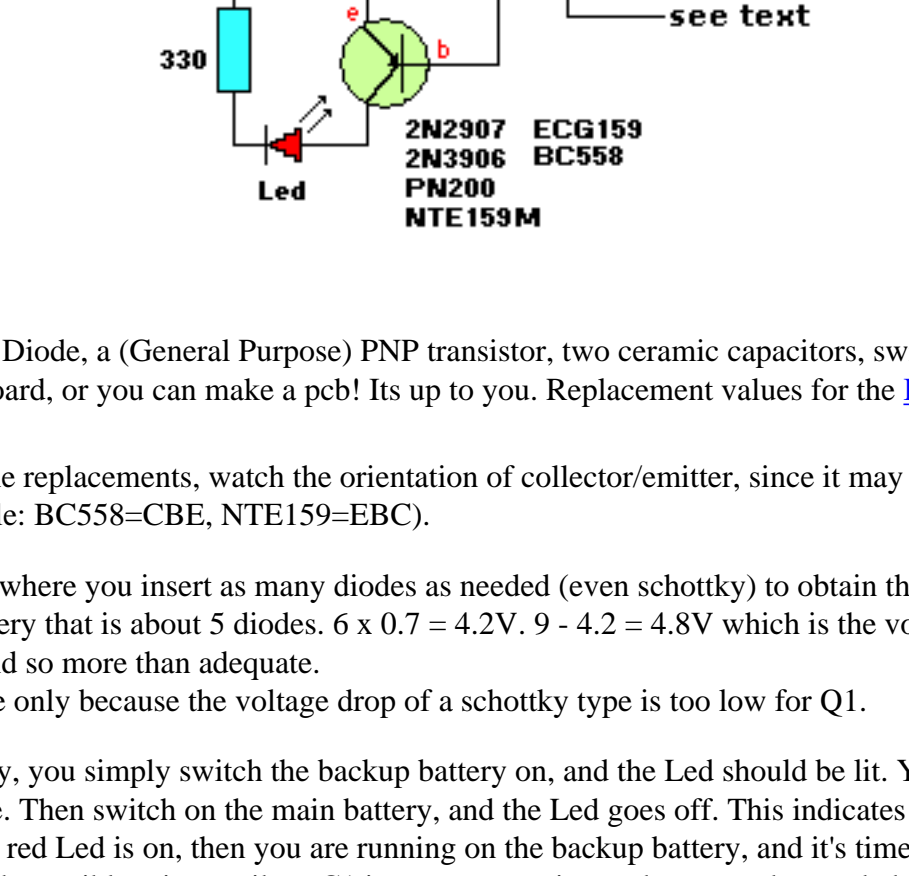 see text
e
330
b
2N2907 ECG159
2N3906 BC558
Led
PN200
NTE159M
Diode, a (General Purpose) PNP transistor, two ceramic capacitors, sw
oard, or you can make a pcb! Its up to you. Replacement values for the
e replacements, watch the orientation of collector/emitter, since it may
le: BC558=CBE, NTE159=EBC).
where you insert as many diodes as needed (even schottky) to obtain th
ery that is about 5 diodes. 6 x 0.7 = 4.2V. 9 - 4.2 = 4.8V which is the vo
d so more than adequate.
e only because the voltage drop of a schottky type is too low for Q1.
y, you simply switch the backup battery on, and the Led should be lit. Y
e. Then switch on the main battery, and the Led goes off. This indicates
red Led is on, then you are running on the backup battery, and it's time